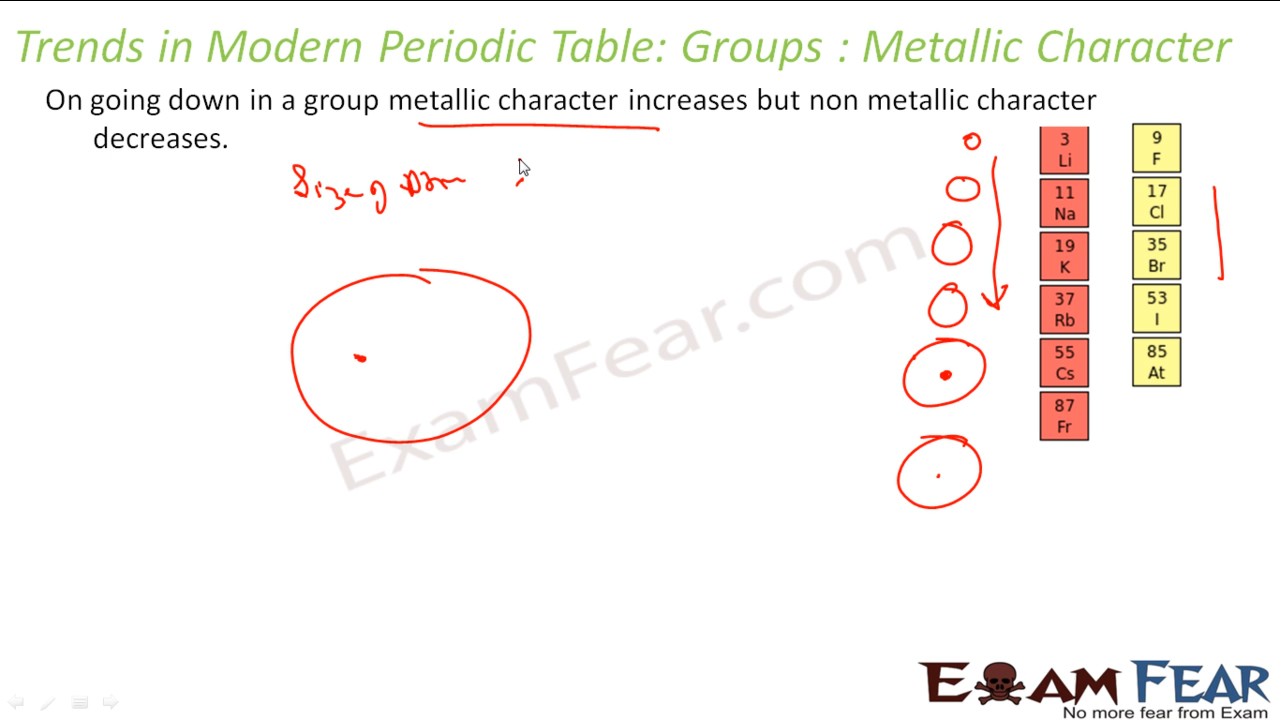 Trends in Modern Periodic Table: Groups : Metallic Character
On going down in a group metallic character increases but non metallic character
decreases.
Size of
3
Li
9
F
11
Na
17
Cl
19
K
35
Br
37
Rb
53
I
55
Cs
85
At
87
Fr
ExamFear.com
EXAM FEAR
No more fear from Exam